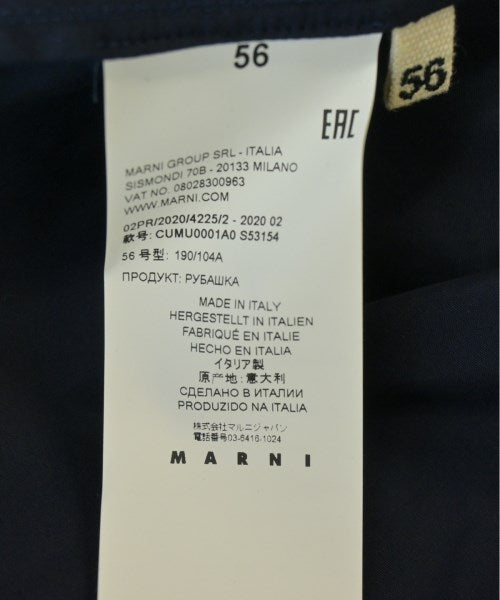 56
56
EAC
MARNI GROUP SRL - ITALIA
SISMONDI 70B - 20133 MILANO
VAT NO. 08028300963
WWW.MARNI.COM
02PR/2020/4225/2 - 2020 02
款号: CUMU0001A0 S53154
56 号型: 190/104A
ПРОДУКТ: РУБАШКА
MADE IN ITALY
HERGESTELLT IN ITALIEN
FABRIQUÉ EN ITALIE
HECHO EN ITALIA
イタリア製
原产地: 意大利
СДЕЛАНО В ИТАЛИИ
PRODUZIDO NA ITALIA
株式会社マルニジャパン
電話番号03-6416-1024
MARNI